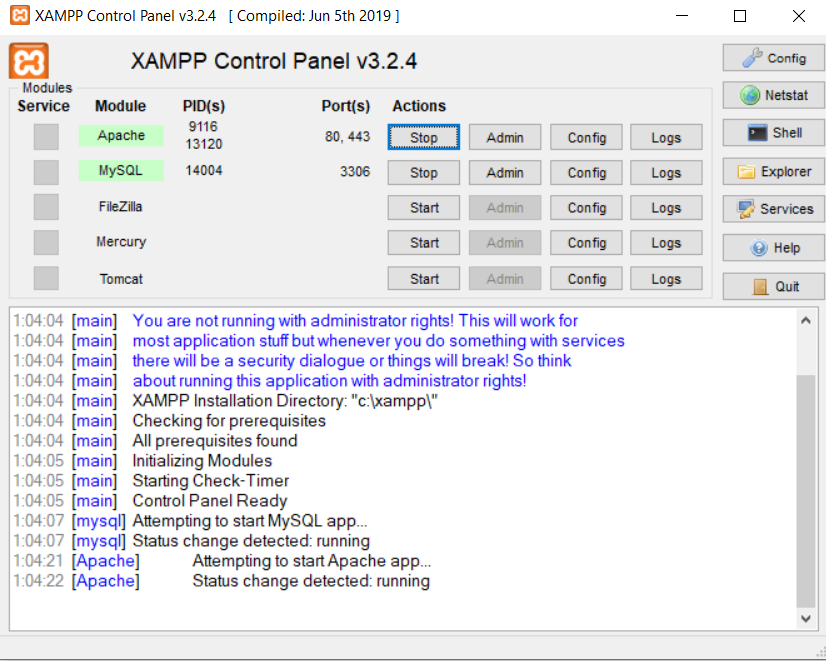 XAMPP Control Panel v3.2.4 [ Compiled: Jun 5th 2019 ]
XAMPP Control Panel v3.2.4
Modules
Service Module PID(s) Port(s) Actions
Apache 9116 13120 80, 443 Stop Admin Config Logs
MySQL 14004 3306 Stop Admin Config Logs
FileZilla Start Admin Config Logs
Mercury Start Admin Config Logs
Tomcat Start Admin Config Logs
Config
Netstat
Shell
Explorer
Services
Help
Quit
1:04:04 [main] You are not running with administrator rights! This will work for
1:04:04 [main] most application stuff but whenever you do something with services
1:04:04 [main] there will be a security dialogue or things will break! So think
1:04:04 [main] about running this application with administrator rights!
1:04:04 [main] XAMPP Installation Directory: "c:\xampp\"
1:04:04 [main] Checking for prerequisites
1:04:04 [main] All prerequisites found
1:04:05 [main] Initializing Modules
1:04:05 [main] Starting Check-Timer
1:04:05 [main] Control Panel Ready
1:04:07 [mysql] Attempting to start MySQL app...
1:04:07 [mysql] Status change detected: running
1:04:21 [Apache] Attempting to start Apache app...
1:04:22 [Apache] Status change detected: running